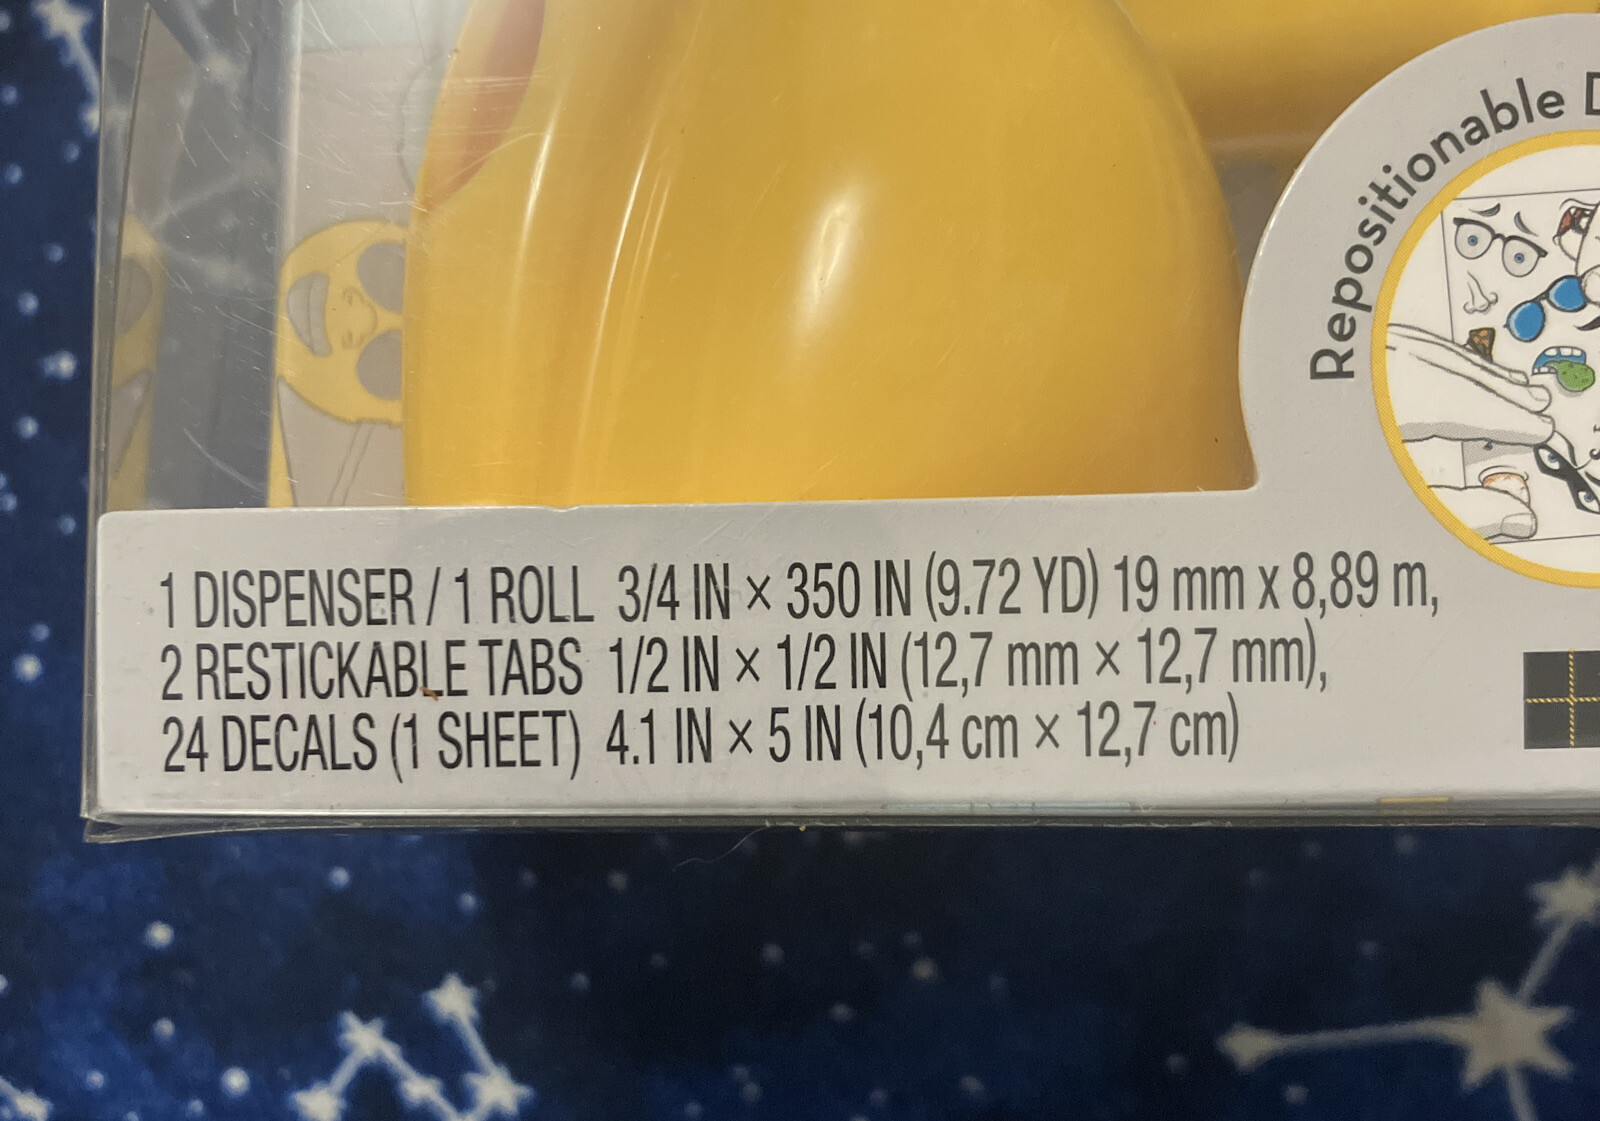 Repositionable
1 DISPENSER / 1 ROLL 3/4 IN × 350 IN (9.72 YD) 19 mm x 8,89 m,
2 RESTICKABLE TABS 1/2 IN × 1/2 IN (12,7 mm × 12,7 mm),
24 DECALS (1 SHEET) 4.1 IN × 5 IN (10,4 cm × 12,7 cm)